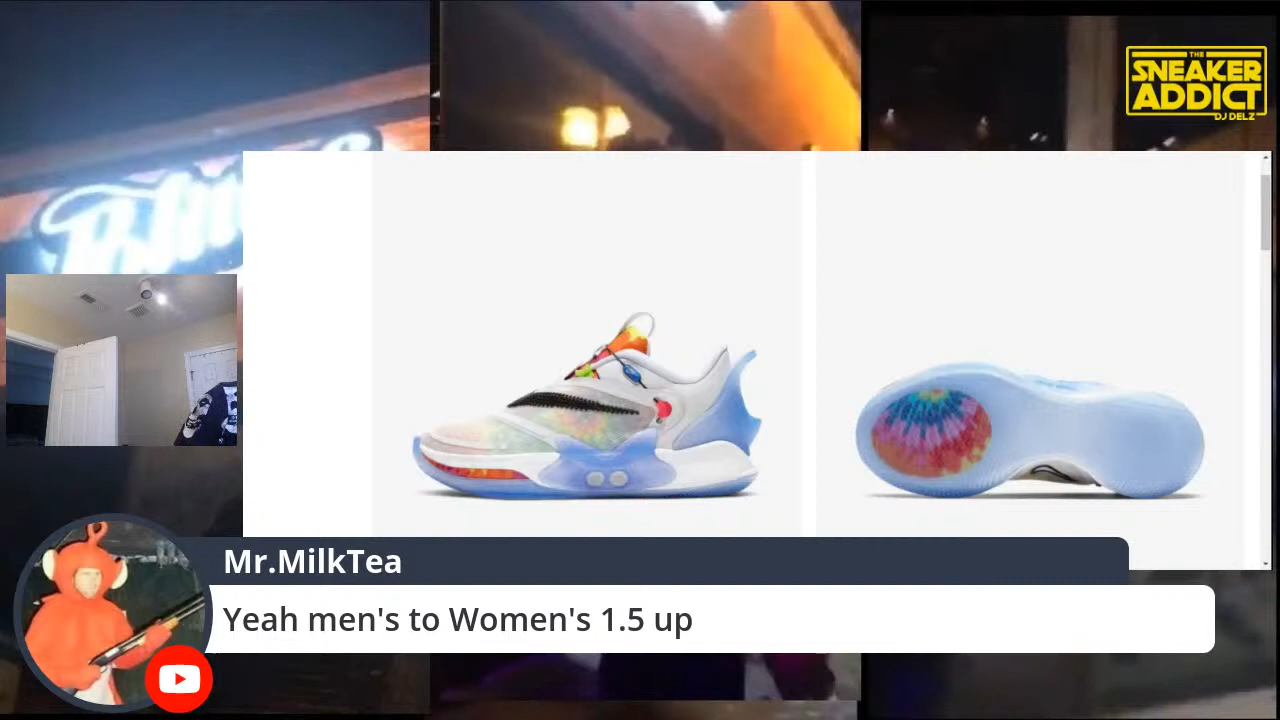 THE
SNEAKER
ADDICT
DJ DELZ
Mr.MilkTea
Yeah men's to Women's 1.5 up